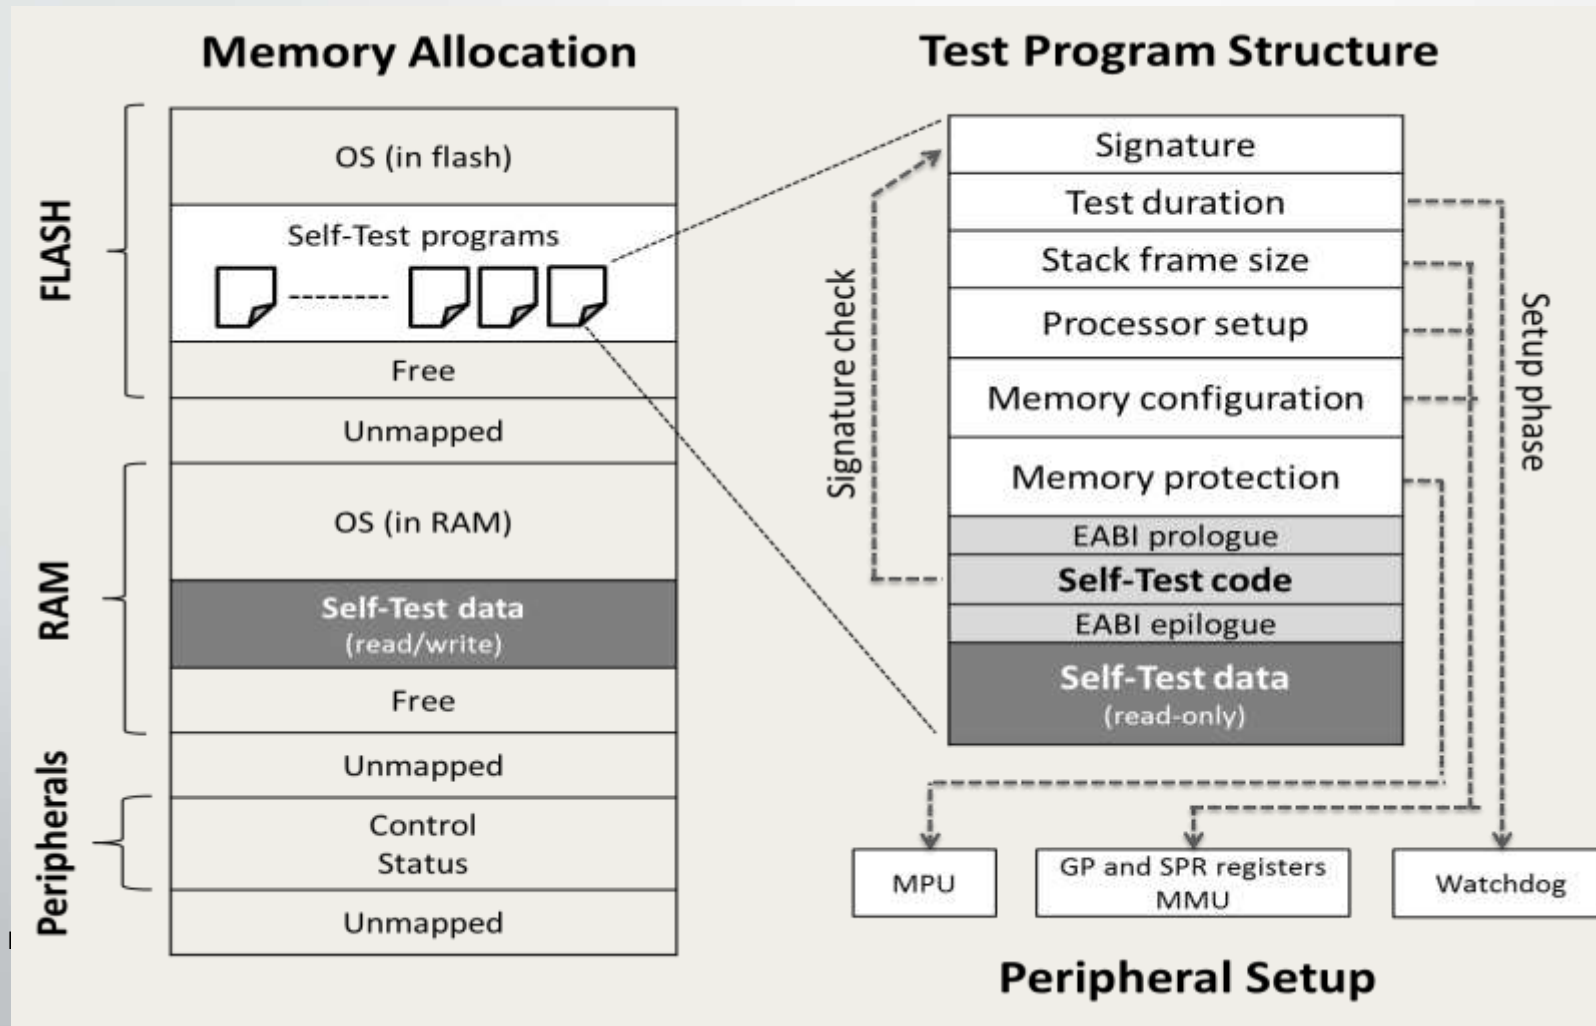 Memory Allocation
FLASH
OS (in flash)
Self-Test programs
Free
Unmapped
RAM
OS (in RAM)
Self-Test data
(read/write)
Free
Unmapped
Peripherals
Control
Status
Unmapped
Test Program Structure
Signature
Test duration
Stack frame size
Processor setup
Memory configuration
Memory protection
EABI prologue
Self-Test code
EABI epilogue
Self-Test data
(read-only)
Signature check
Setup phase
MPU
GP and SPR registers
MMU
Watchdog
Peripheral Setup